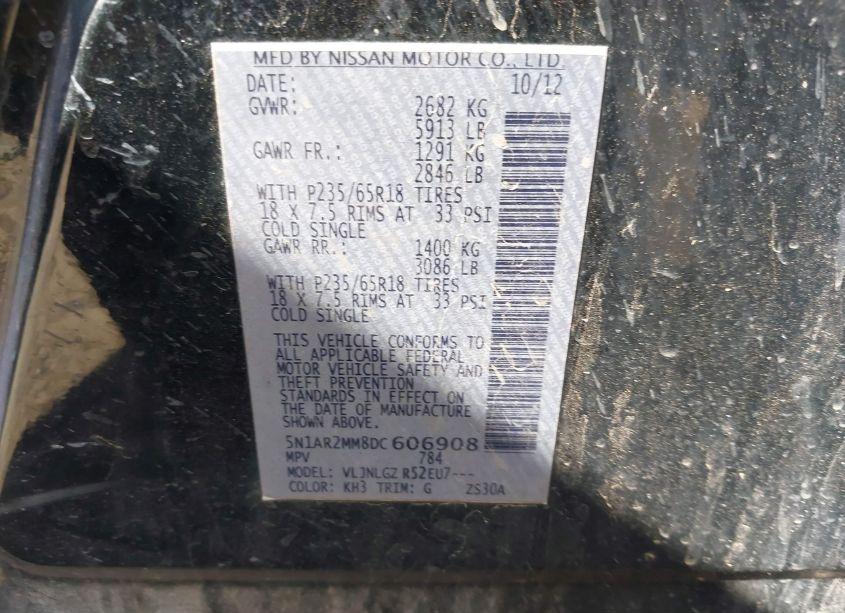 MFD BY NISSAN MOTOR CO., LTD.
DATE: 10/12
GVWR: 2682 KG
5913 LB
GAWR FR.: 1291 KG
2846 LB
WITH P235/65R18 TIRES
18 X 7.5 RIMS AT 33 PSI
COLD SINGLE
GAWR RR.: 1400 KG
3086 LB
WITH P235/65R18 TIRES
18 X 7.5 RIMS AT 33 PSI
COLD SINGLE
THIS VEHICLE CONFORMS TO
ALL APPLICABLE FEDERAL
MOTOR VEHICLE SAFETY AND
THEFT PREVENTION
STANDARDS IN EFFECT ON
THE DATE OF MANUFACTURE
SHOWN ABOVE.
5N1AR2MM8DC606908
MPV 784
MODEL: VLJNLGZ R52EU7---
COLOR: KH3 TRIM: G ZS30A